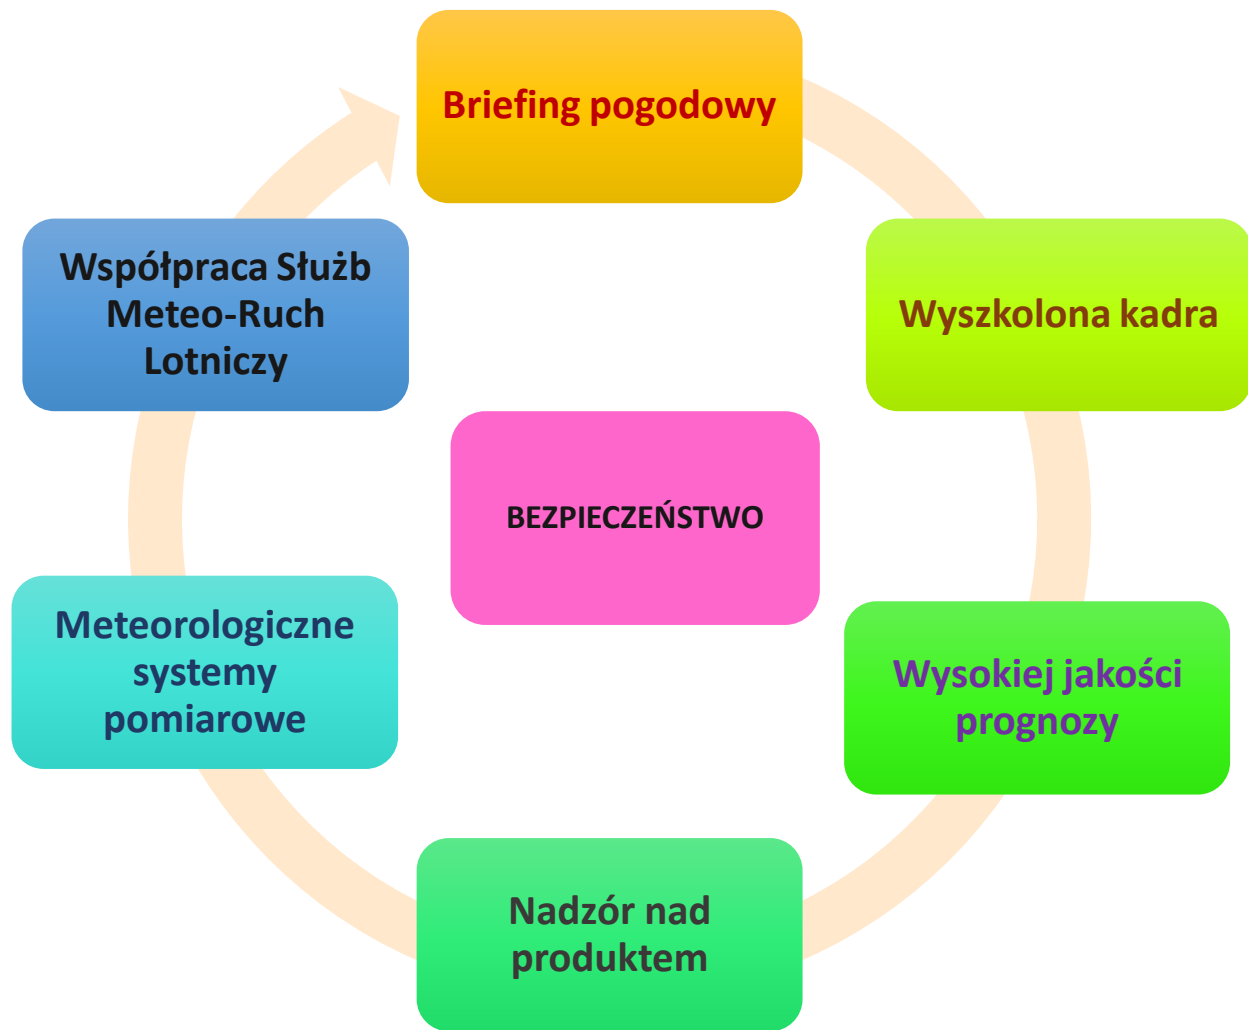 Briefing pogodowy
Wyszkolona kadra
Wysokiej jakości
prognozy
Nadzór nad
produktem
Meteorologiczne
systemy
pomiarowe
Współpraca Służb
Meteo-Ruch
Lotniczy
BEZPIECZEŃSTWO